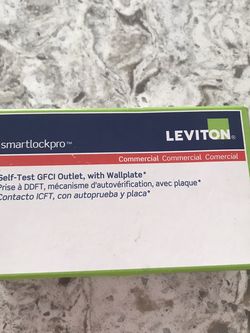 smartlockpro™
LEVITON®
Commercial Commercial Comercial
Self-Test GFCI Outlet, with Wallplate*
Prise à DDFT, mécanisme d'autovérification, avec plaque*
Contacto ICFT, con autoprueba y placa*